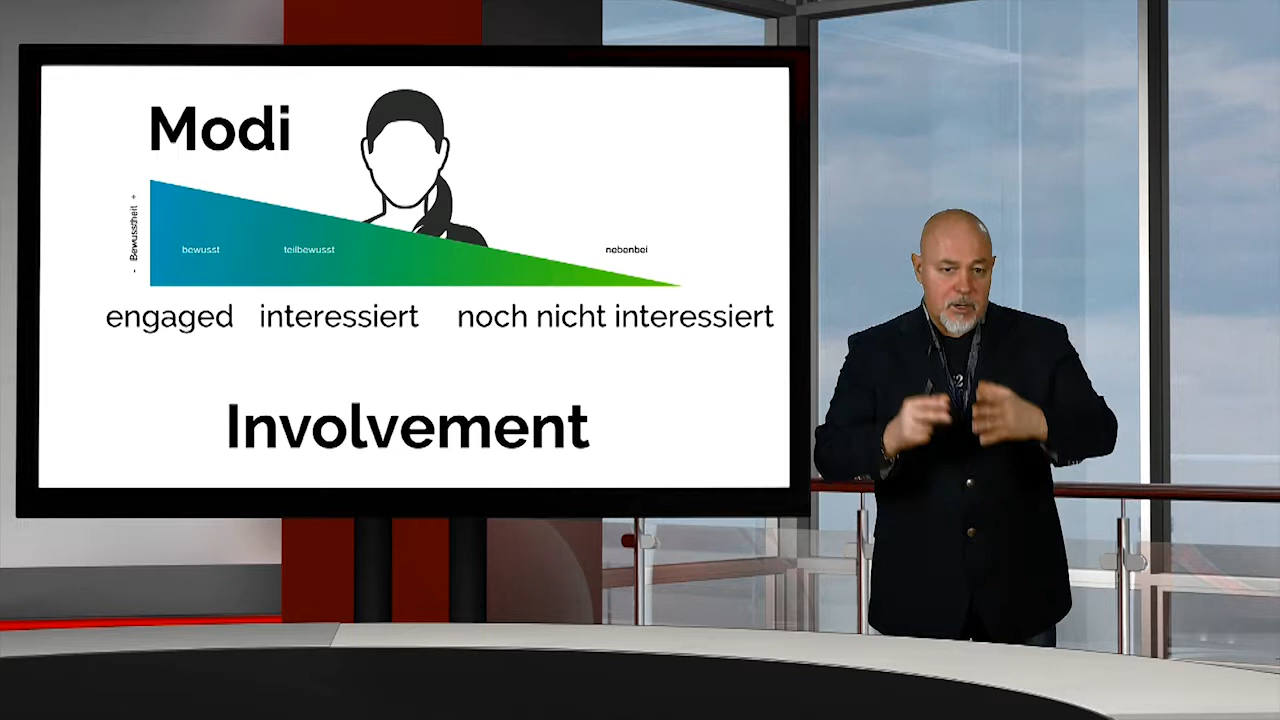 Modi
- Bewusstheit +
bewusst teilbewusst nebenbei
engaged interessiert noch nicht interessiert
Involvement